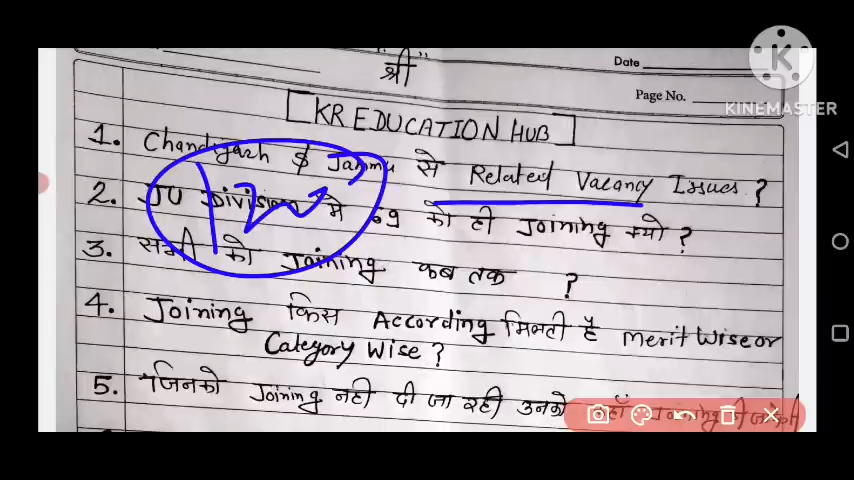 श्री
Date
Page No.
KINEMASTER
[KR EDUCATION HUB]
1. Chandigarh & Jammu से Related Vacancy Issues ?
2. JU Division मे 69 को ही Joining क्यो ?
3. सभी को Joining कब तक ?
4. Joining किस According मिलती है Merit Wise or
Category Wise ?
5. जिनको Joining नही दी जा रही उनको कहाँ Joining दी जायेगी